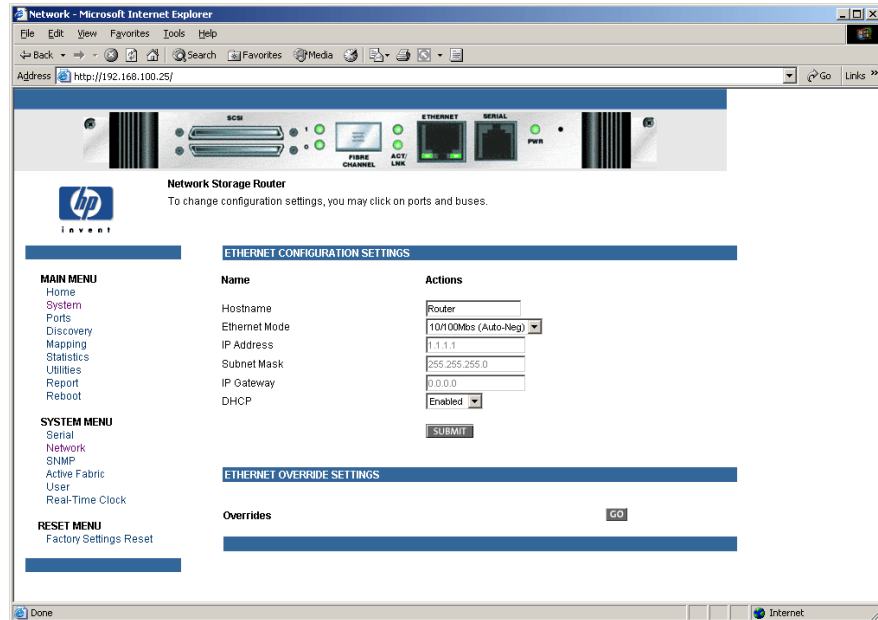 Network - Microsoft Internet Explorer
File Edit View Favorites Tools Help
Back Search Favorites Media
Address http://192.168.100.25/ Go Links »
SCSI ETHERNET SERIAL
1
0
PWR
FIBRE CHANNEL ACT/ LNK
hp
invent
Network Storage Router
To change configuration settings, you may click on ports and buses.
MAIN MENU
Home
System
Ports
Discovery
Mapping
Statistics
Utilities
Report
Reboot
SYSTEM MENU
Serial
Network
SNMP
Active Fabric
User
Real-Time Clock
RESET MENU
Factory Settings Reset
ETHERNET CONFIGURATION SETTINGS
Name Actions
Hostname Router
Ethernet Mode 10/100Mbs (Auto-Neg)
IP Address 1.1.1.1
Subnet Mask 255.255.255.0
IP Gateway 0.0.0.0
DHCP Enabled
SUBMIT
ETHERNET OVERRIDE SETTINGS
Overrides GO
Done Internet